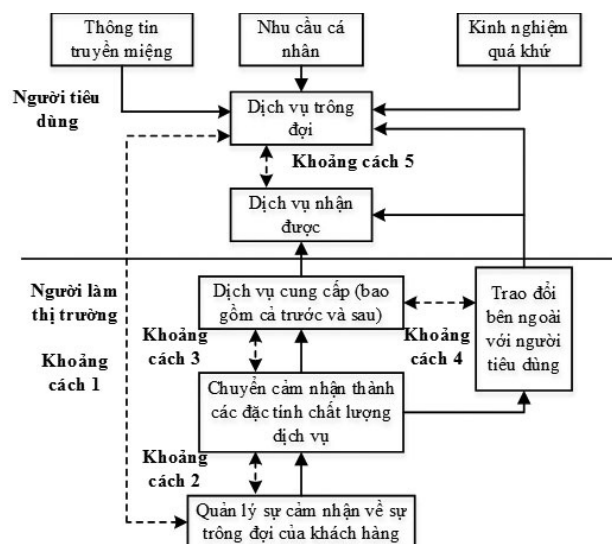 Thông tin
truyền miệng
Nhu cầu cá
nhân
Kinh nghiệm
quá khứ
Người tiêu
dùng
Dịch vụ trông
đợi
Khoảng cách 5
Dịch vụ nhận
được
Người làm
thị trường
Dịch vụ cung cấp (bao
gồm cả trước và sau)
Trao đổi
bên ngoài
với người
tiêu dùng
Khoảng
cách 1
Khoảng
cách 3
Khoảng
cách 4
Chuyển cảm nhận thành
các đặc tính chất lượng
dịch vụ
Khoảng
cách 2
Quản lý sự cảm nhận về sự
trông đợi của khách hàng